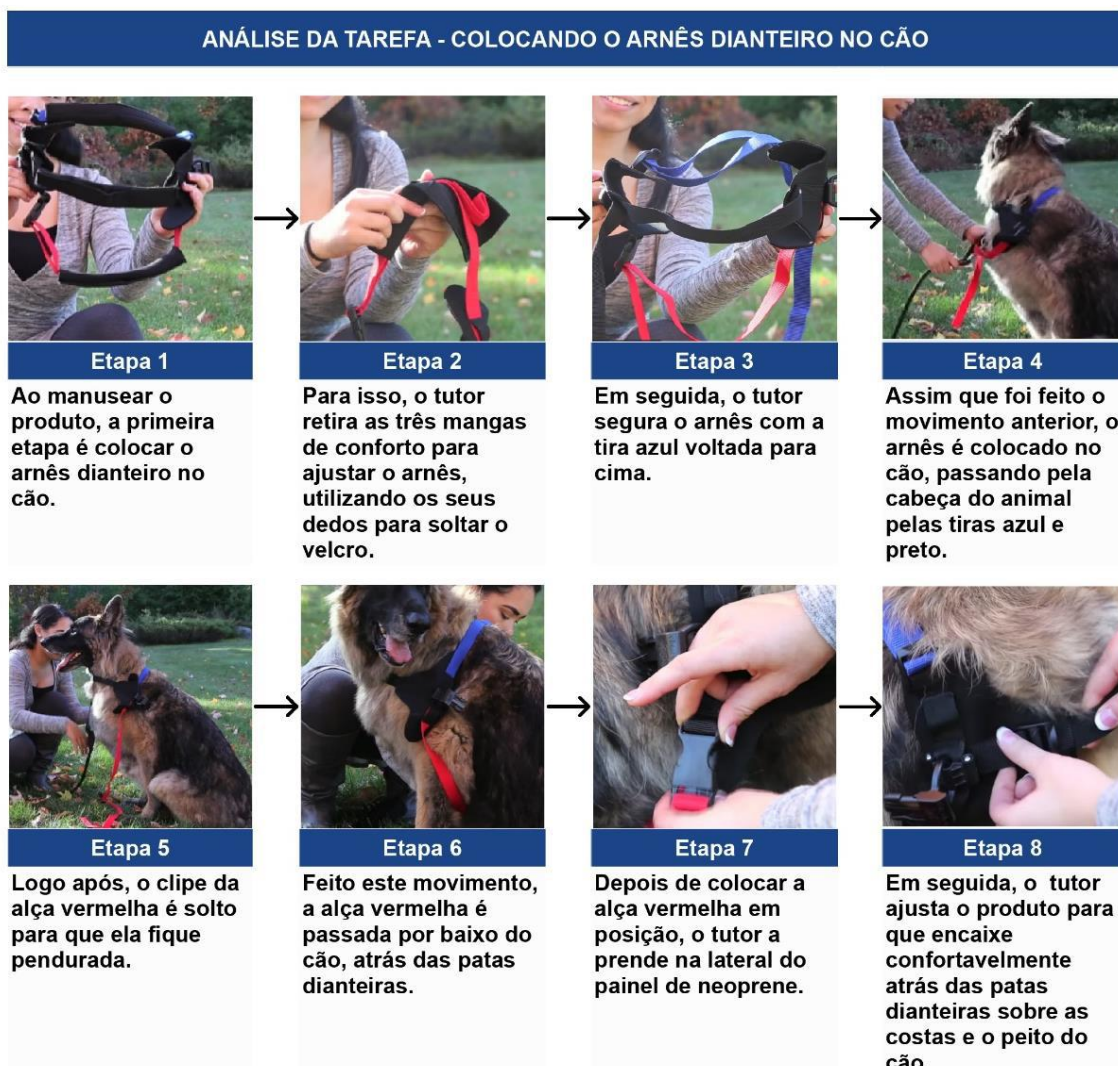 ANÁLISE DA TAREFA - COLOCANDO O ARNÊS DIANTEIRO NO CÃO
Etapa 1
Ao manusear o
produto, a primeira
etapa é colocar o
arnês dianteiro no
cão.
Etapa 2
Para isso, o tutor
retira as três mangas
de conforto para
ajustar o arnês,
utilizando os seus
dedos para soltar o
velcro.
Etapa 3
Em seguida, o tutor
segura o arnês com a
tira azul voltada para
cima.
Etapa 4
Assim que foi feito o
movimento anterior, o
arnês é colocado no
cão, passando pela
cabeça do animal
pelas tiras azul e
preto.
Etapa 5
Logo após, o clipe da
alça vermelha é solto
para que ela fique
pendurada.
Etapa 6
Feito este movimento,
a alça vermelha é
passada por baixo do
cão, atrás das patas
dianteiras.
Etapa 7
Depois de colocar a
alça vermelha em
posição, o tutor a
prende na lateral do
painel de neoprene.
Etapa 8
Em seguida, o tutor
ajusta o produto para
que encaixe
confortavelmente
atrás das patas
dianteiras sobre as
costas e o peito do
cão